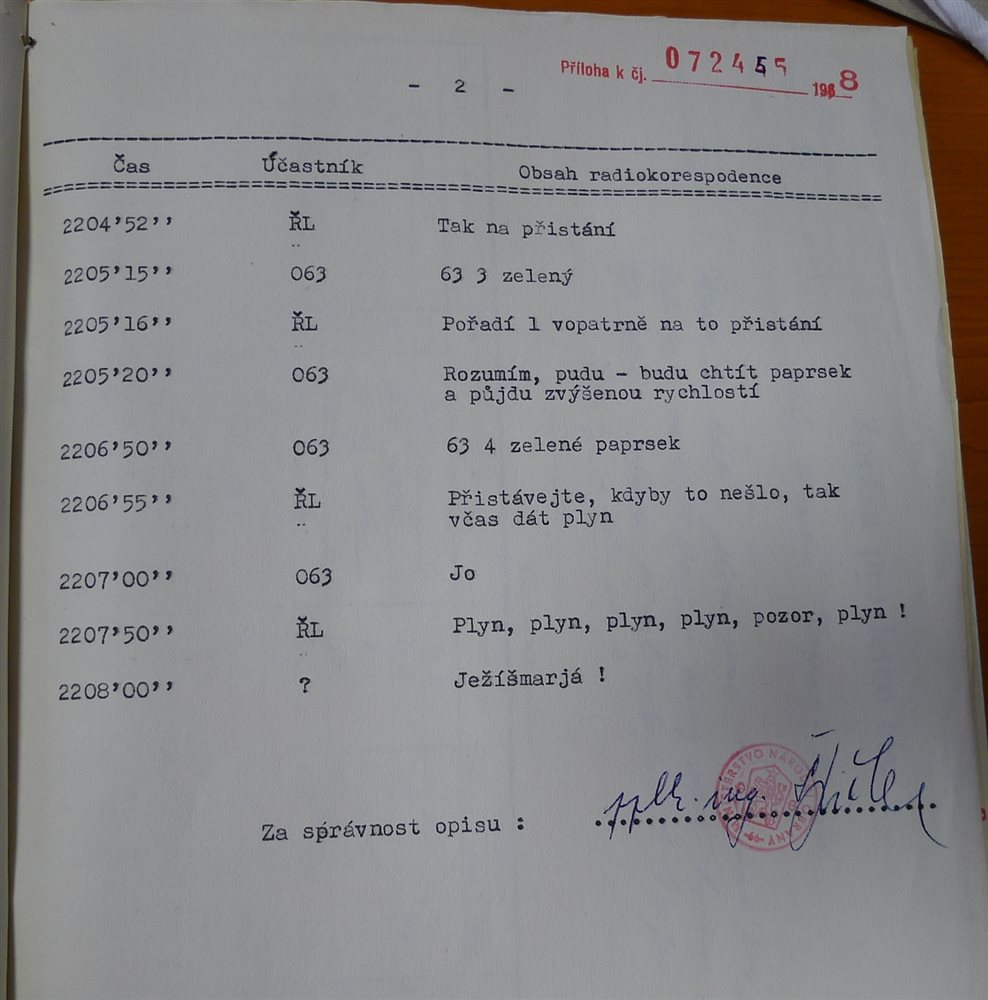 Příloha k čj. 072455 1968
- 2 -
Čas Účastník Obsah radiokorespodence
2204'52'' ŘL Tak na přistání
2205'15'' 063 63 3 zelený
2205'16'' ŘL Pořadí 1 vopatrně na to přistání
2205'20'' 063 Rozumím, pudu - budu chtít paprsek
a půjdu zvýšenou rychlostí
2206'50'' 063 63 4 zelené paprsek
2206'55'' ŘL Přistávejte, kdyby to nešlo, tak
včas dát plyn
2207'00'' 063 Jo
2207'50'' ŘL Plyn, plyn, plyn, plyn, pozor, plyn !
2208'00'' ? Ježíšmarjá !
Za správnost opisu :